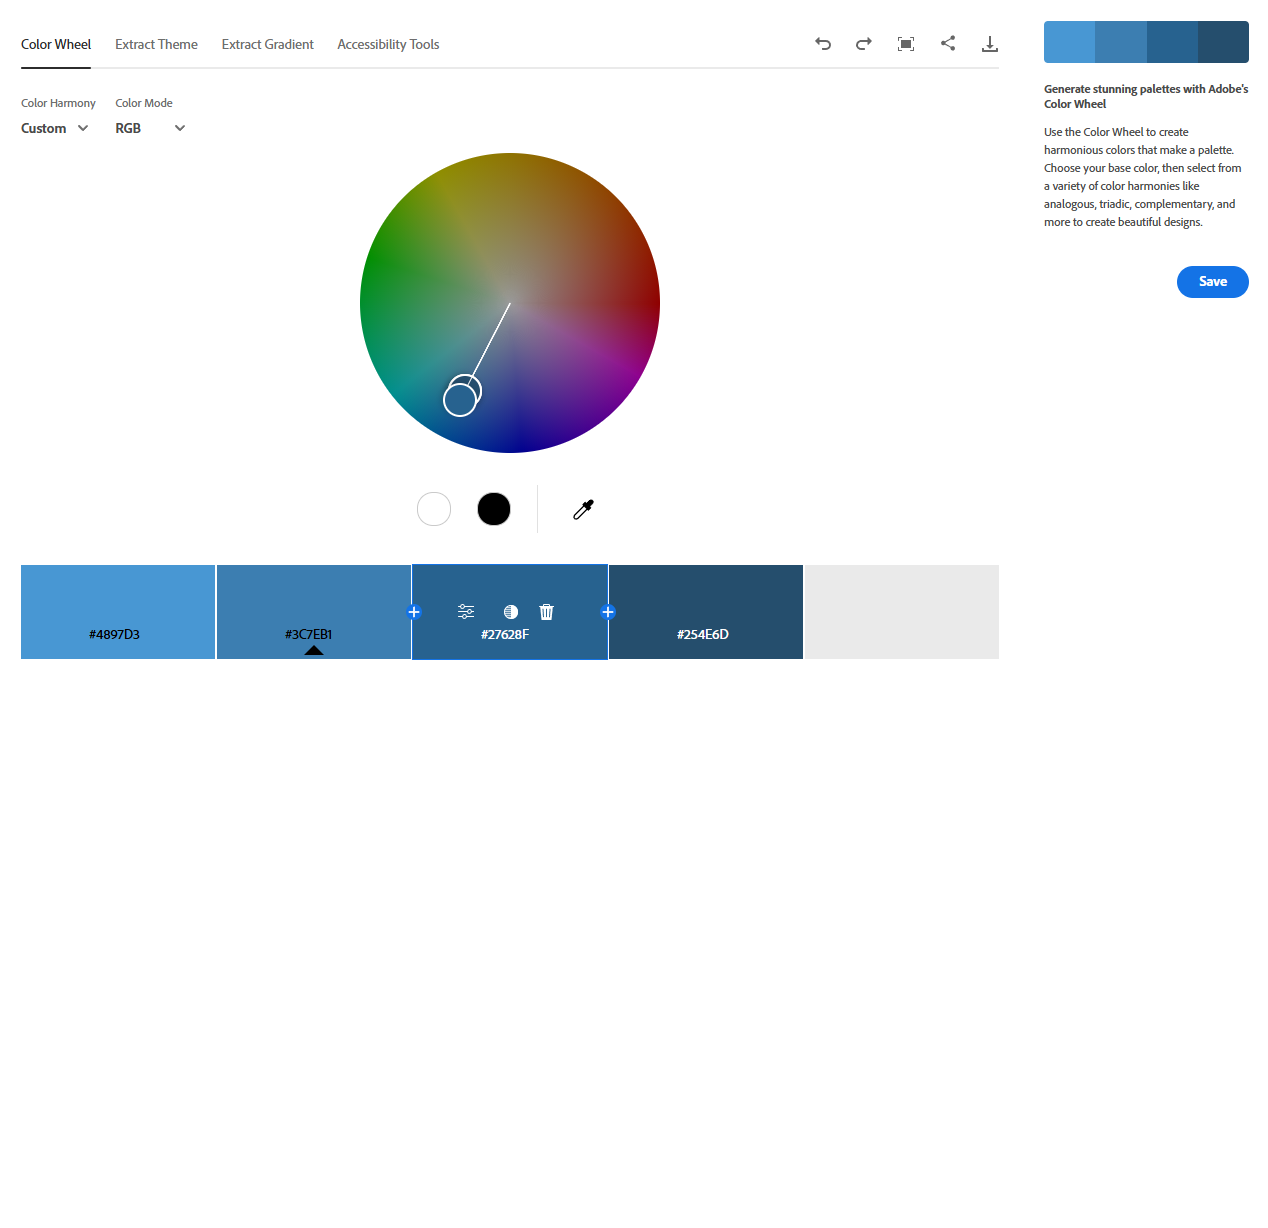 Color Wheel
Extract Theme
Extract Gradient
Accessibility Tools
Color Harmony
Color Mode
Custom
RGB
#4897D3
#3C7EB1
#27628F
#254E6D
Generate stunning palettes with Adobe's
Color Wheel
Use the Color Wheel to create
harmonious colors that make a palette.
Choose your base color, then select from
a variety of color harmonies like
analogous, triadic, complementary, and
more to create beautiful designs.
Save